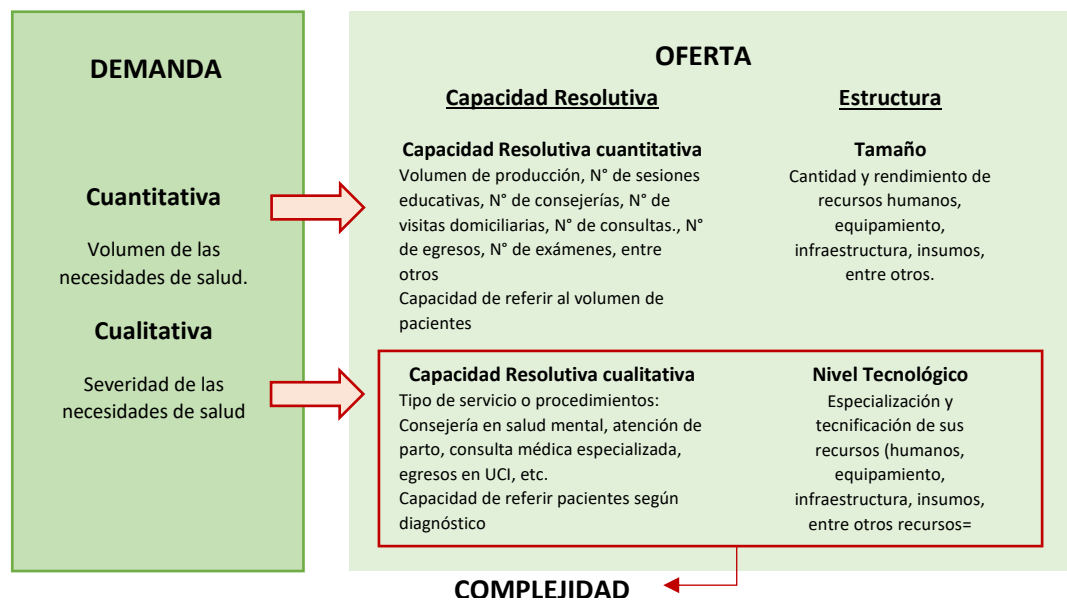 DEMANDA
Cuantitativa
Volumen de las
necesidades de salud.
Cualitativa
Severidad de las
necesidades de salud
OFERTA
Capacidad Resolutiva
Capacidad Resolutiva cuantitativa
Volumen de producción, N° de sesiones
educativas, N° de consejerías, N° de
visitas domiciliarias, N° de consultas., N°
de egresos, N° de exámenes, entre
otros
Capacidad de referir al volumen de
pacientes
Estructura
Tamaño
Cantidad y rendimiento de
recursos humanos,
equipamiento,
infraestructura, insumos,
entre otros.
Capacidad Resolutiva cualitativa
Tipo de servicio o procedimientos:
Consejería en salud mental, atención de
parto, consulta médica especializada,
egresos en UCI, etc.
Capacidad de referir pacientes según
diagnóstico
Nivel Tecnológico
Especialización y
tecnificación de sus
recursos (humanos,
equipamiento,
infraestructura, insumos,
entre otros recursos=
COMPLEJIDAD